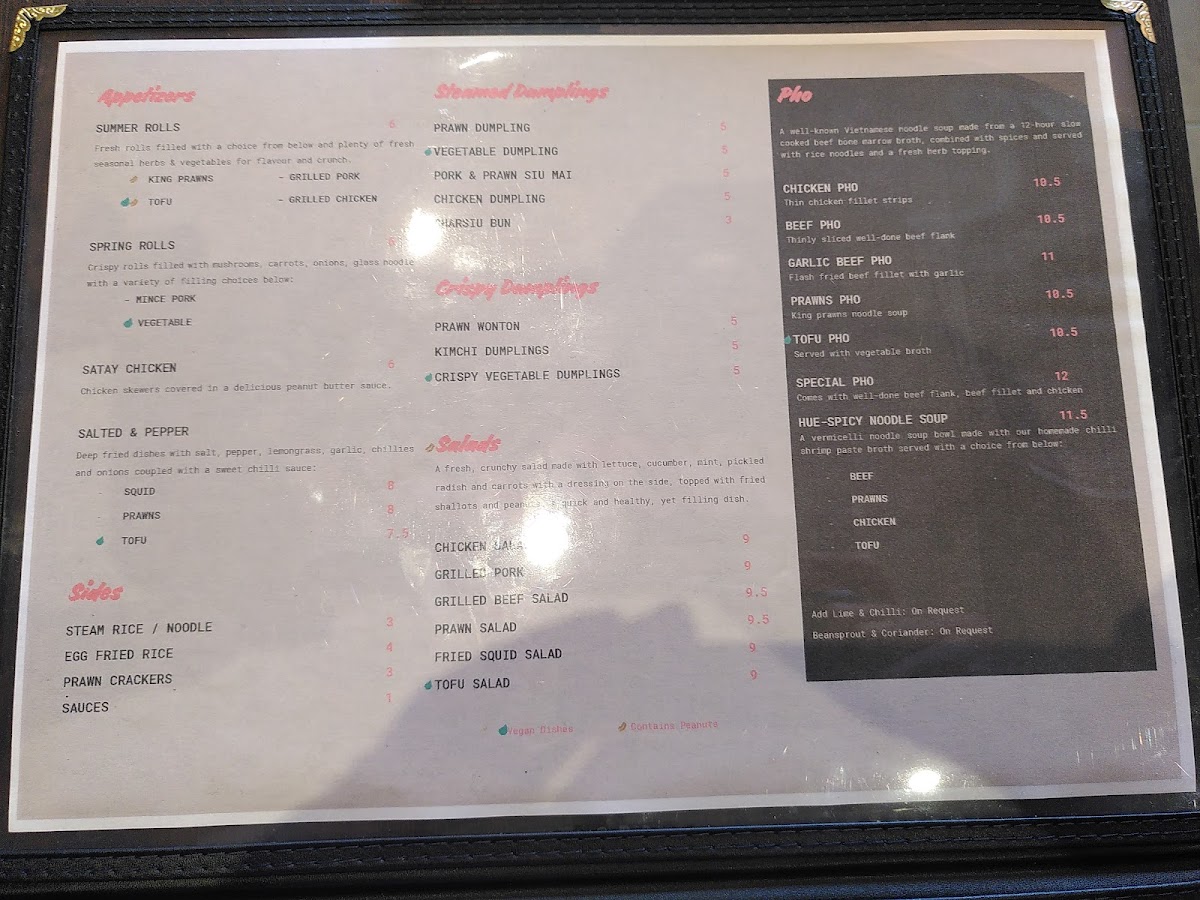 Appetizers
SUMMER ROLLS 6
Fresh rolls filled with a choice from below and plenty of fresh
seasonal herbs & vegetables for flavour and crunch.
KING PRAWNS - GRILLED PORK
TOFU - GRILLED CHICKEN
SPRING ROLLS 6
Crispy rolls filled with mushrooms, carrots, onions, glass noodle
with a variety of filling choices below:
- MINCE PORK
VEGETABLE
SATAY CHICKEN 6
Chicken skewers covered in a delicious peanut butter sauce.
SALTED & PEPPER
Deep fried dishes with salt, pepper, lemongrass, garlic, chillies
and onions coupled with a sweet chilli sauce:
- SQUID 8
- PRAWNS 8
TOFU 7.5
Sides
STEAM RICE / NOODLE 3
EGG FRIED RICE 4
PRAWN CRACKERS 3
SAUCES 1
Steamed Dumplings
PRAWN DUMPLING 5
VEGETABLE DUMPLING 5
PORK & PRAWN SIU MAI 5
CHICKEN DUMPLING 5
CHARSIU BUN 3
Crispy Dumplings
PRAWN WONTON 5
KIMCHI DUMPLINGS 5
CRISPY VEGETABLE DUMPLINGS 5
Salads
A fresh, crunchy salad made with lettuce, cucumber, mint, pickled
radish and carrots with a dressing on the side, topped with fried
shallots and peanuts. quick and healthy, yet filling dish.
CHICKEN SALA 9
GRILLED PORK 9
GRILLED BEEF SALAD 9.5
PRAWN SALAD 9.5
FRIED SQUID SALAD 9
TOFU SALAD 9
Vegan Dishes Contains Peanuts
Pho
A well-known Vietnamese noodle soup made from a 12-hour slow
cooked beef bone marrow broth, combined with spices and served
with rice noodles and a fresh herb topping.
CHICKEN PHO 10.5
Thin chicken fillet strips
BEEF PHO 10.5
Thinly sliced well-done beef flank
GARLIC BEEF PHO 11
Flash fried beef fillet with garlic
PRAWNS PHO 10.5
King prawns noodle soup
TOFU PHO 10.5
Served with vegetable broth
SPECIAL PHO 12
Comes with well-done beef flank, beef fillet and chicken
HUE-SPICY NOODLE SOUP 11.5
A vermicelli noodle soup bowl made with our homemade chilli
shrimp paste broth served with a choice from below:
- BEEF
- PRAWNS
- CHICKEN
- TOFU
Add Lime & Chilli: On Request
Beansprout & Coriander: On Request